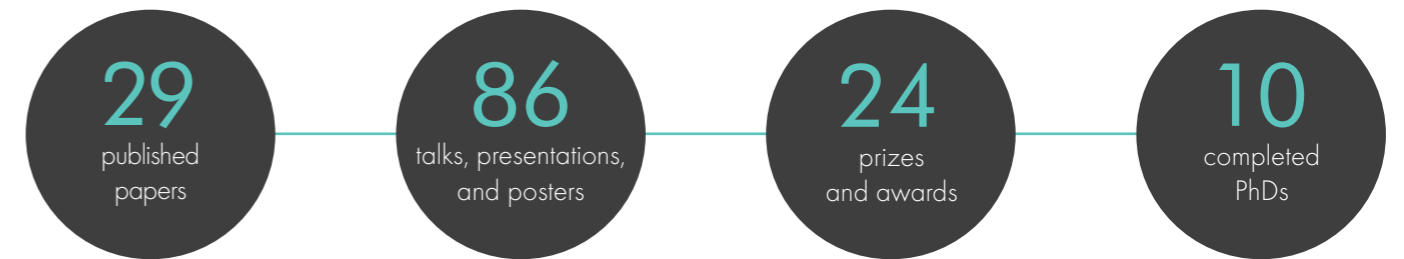 29
published
papers
86
talks, presentations,
and posters
24
prizes
and awards
10
completed
PhDs